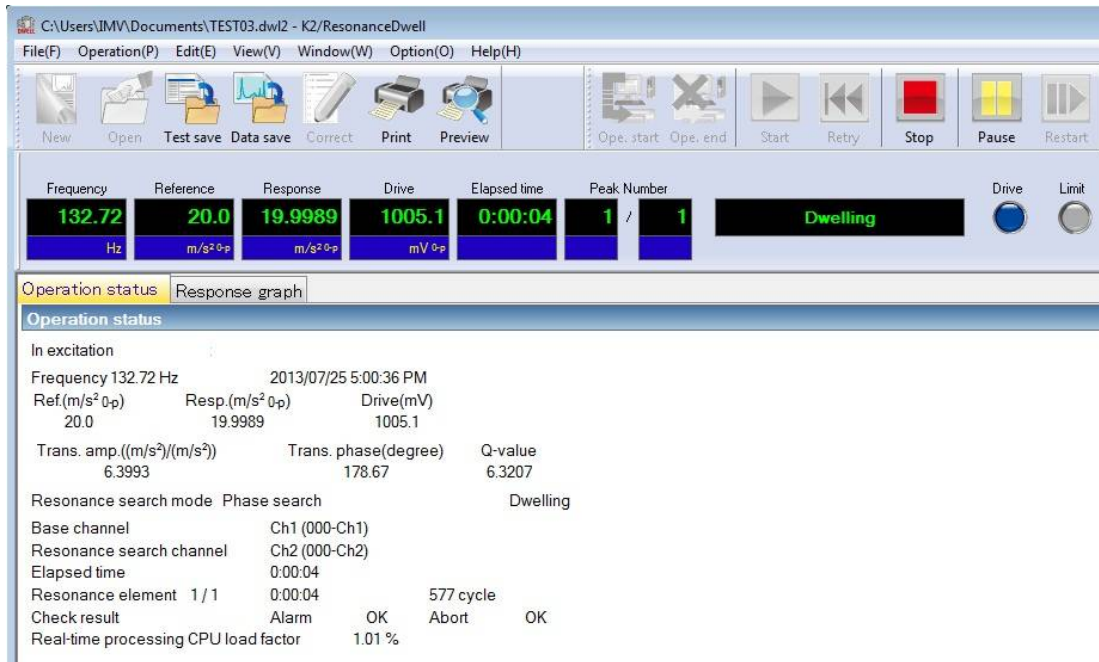 C:\Users\IMV\Documents\TEST03.dwl2 - K2/ResonanceDwell
File(F) Operation(P) Edit(E) View(V) Window(W) Option(O) Help(H)
New Open Test save Data save Correct Print Preview Ope. start Ope. end Start Retry Stop Pause Restart
Frequency Reference Response Drive Elapsed time Peak Number Drive Limit
132.72 20.0 19.9989 1005.1 0:00:04 1 / 1 Dwelling
Hz m/s² 0-p m/s² 0-p mV 0-p
Operation status Response graph
Operation status
In excitation :
Frequency 132.72 Hz 2013/07/25 5:00:36 PM
Ref.(m/s² 0-p) Resp.(m/s² 0-p) Drive(mV)
20.0 19.9989 1005.1
Trans. amp.((m/s²)/(m/s²)) Trans. phase(degree) Q-value
6.3993 178.67 6.3207
Resonance search mode Phase search Dwelling
Base channel Ch1 (000-Ch1)
Resonance search channel Ch2 (000-Ch2)
Elapsed time 0:00:04
Resonance element 1 / 1 0:00:04 577 cycle
Check result Alarm OK Abort OK
Real-time processing CPU load factor 1.01 %